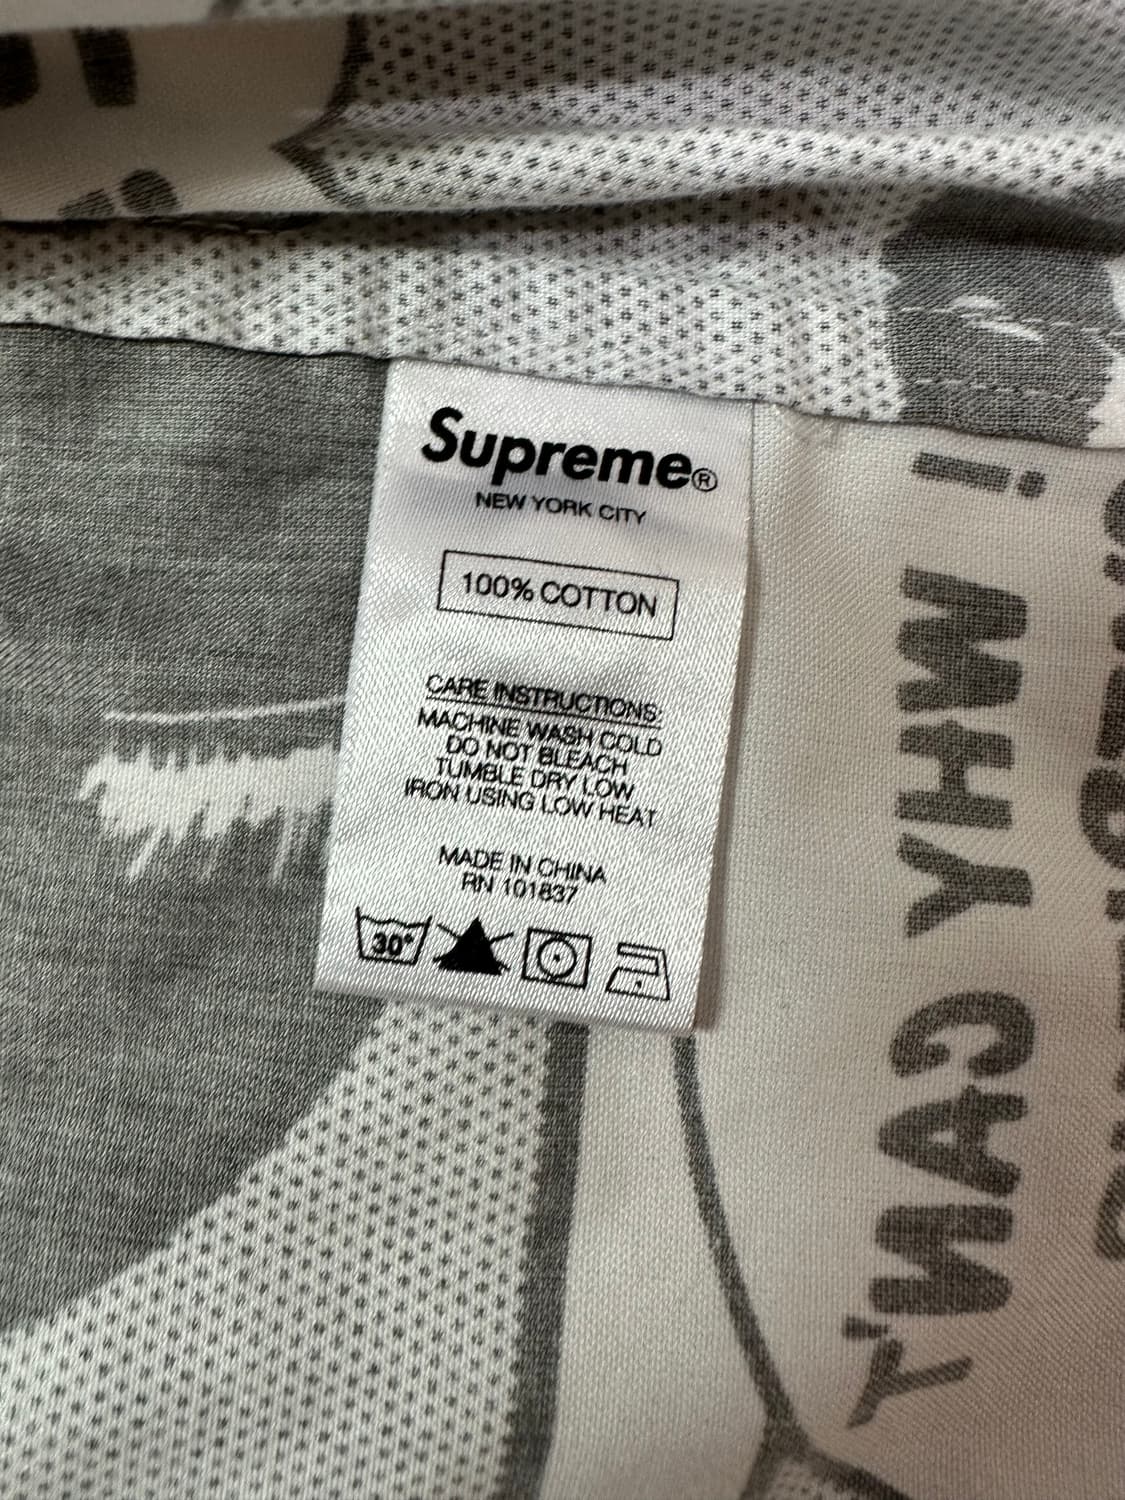 Supreme®
NEW YORK CITY
100% COTTON
CARE INSTRUCTIONS:
MACHINE WASH COLD
DO NOT BLEACH
TUMBLE DRY LOW
IRON USING LOW HEAT
MADE IN CHINA
RN 101837
30°
WHY CAN'T
I